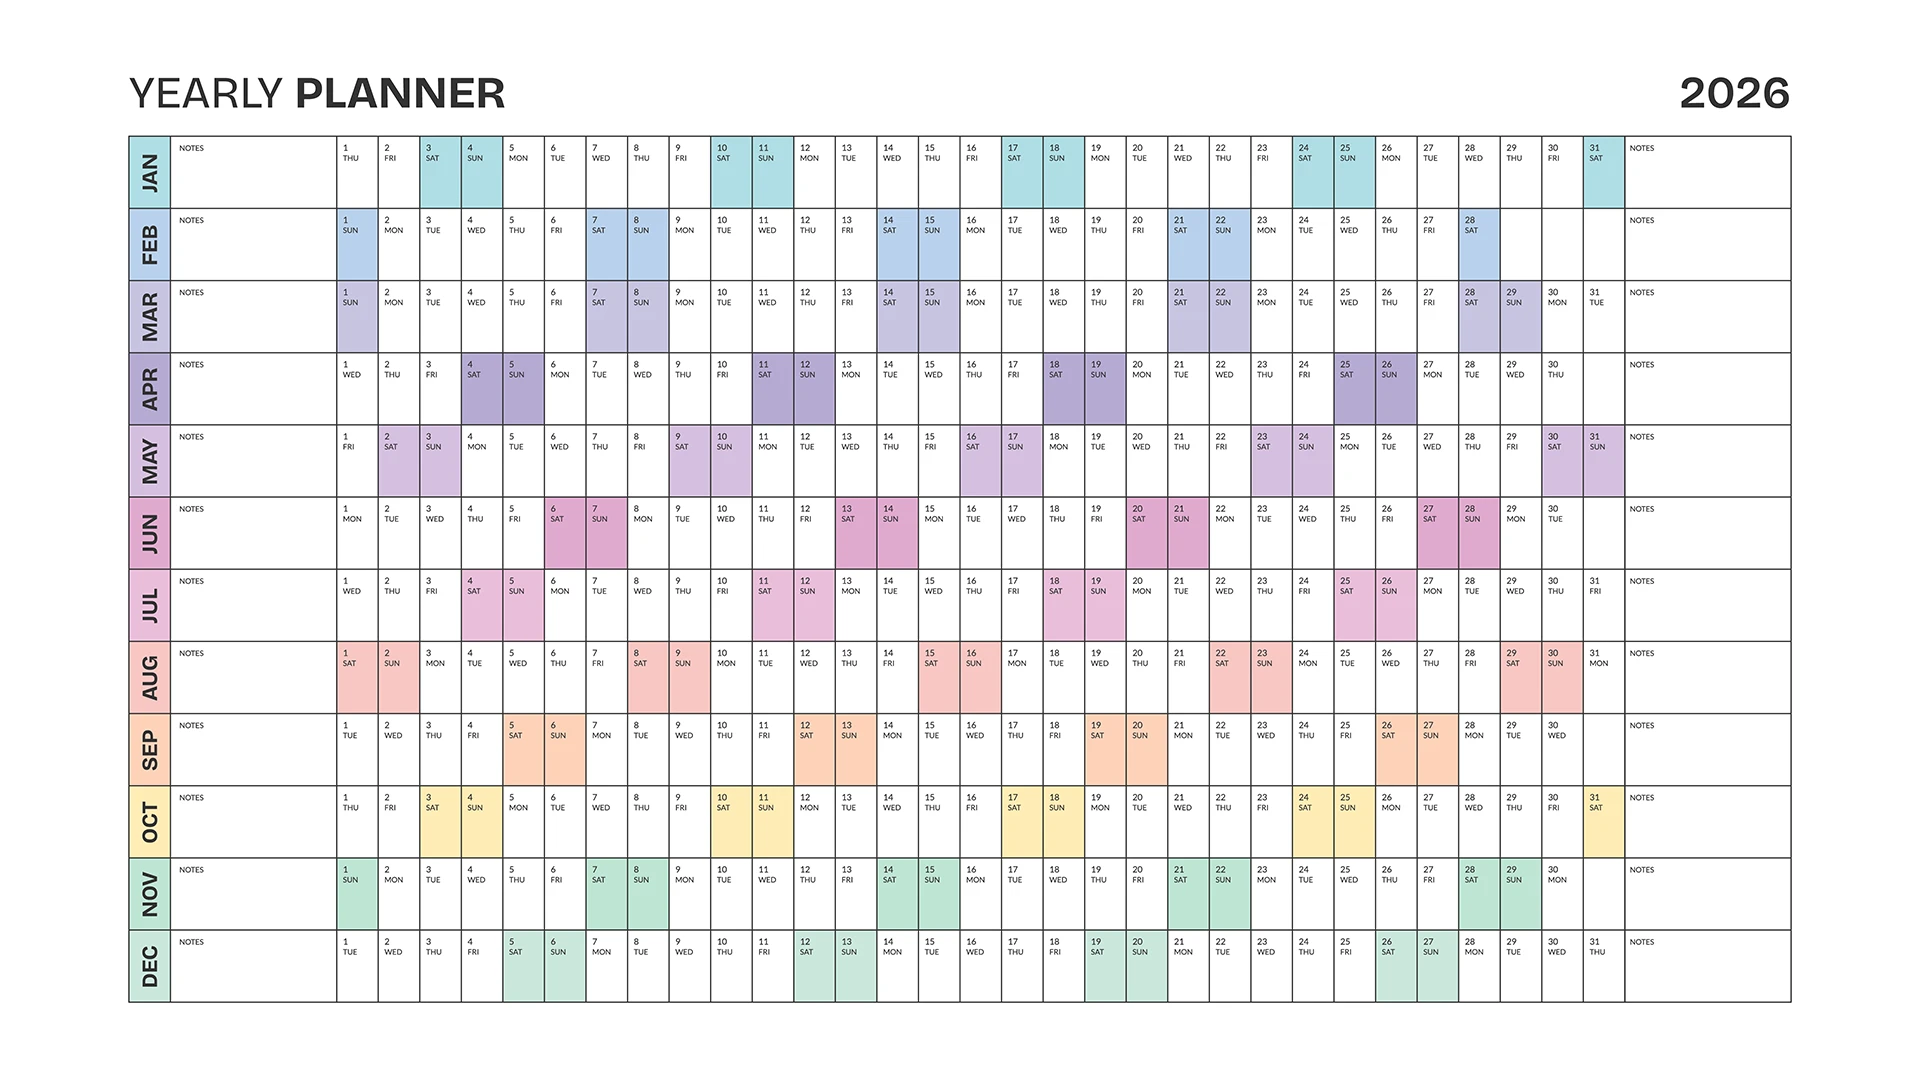 YEARLY PLANNER 2026
JAN NOTES 1 THU 2 FRI 3 SAT 4 SUN 5 MON 6 TUE 7 WED 8 THU 9 FRI 10 SAT 11 SUN 12 MON 13 TUE 14 WED 15 THU 16 FRI 17 SAT 18 SUN 19 MON 20 TUE 21 WED 22 THU 23 FRI 24 SAT 25 SUN 26 MON 27 TUE 28 WED 29 THU 30 FRI 31 SAT NOTES
FEB NOTES 1 SUN 2 MON 3 TUE 4 WED 5 THU 6 FRI 7 SAT 8 SUN 9 MON 10 TUE 11 WED 12 THU 13 FRI 14 SAT 15 SUN 16 MON 17 TUE 18 WED 19 THU 20 FRI 21 SAT 22 SUN 23 MON 24 TUE 25 WED 26 THU 27 FRI 28 SAT NOTES
MAR NOTES 1 SUN 2 MON 3 TUE 4 WED 5 THU 6 FRI 7 SAT 8 SUN 9 MON 10 TUE 11 WED 12 THU 13 FRI 14 SAT 15 SUN 16 MON 17 TUE 18 WED 19 THU 20 FRI 21 SAT 22 SUN 23 MON 24 TUE 25 WED 26 THU 27 FRI 28 SAT 29 SUN 30 MON 31 TUE NOTES
APR NOTES 1 WED 2 THU 3 FRI 4 SAT 5 SUN 6 MON 7 TUE 8 WED 9 THU 10 FRI 11 SAT 12 SUN 13 MON 14 TUE 15 WED 16 THU 17 FRI 18 SAT 19 SUN 20 MON 21 TUE 22 WED 23 THU 24 FRI 25 SAT 26 SUN 27 MON 28 TUE 29 WED 30 THU NOTES
MAY NOTES 1 FRI 2 SAT 3 SUN 4 MON 5 TUE 6 WED 7 THU 8 FRI 9 SAT 10 SUN 11 MON 12 TUE 13 WED 14 THU 15 FRI 16 SAT 17 SUN 18 MON 19 TUE 20 WED 21 THU 22 FRI 23 SAT 24 SUN 25 MON 26 TUE 27 WED 28 THU 29 FRI 30 SAT 31 SUN NOTES
JUN NOTES 1 MON 2 TUE 3 WED 4 THU 5 FRI 6 SAT 7 SUN 8 MON 9 TUE 10 WED 11 THU 12 FRI 13 SAT 14 SUN 15 MON 16 TUE 17 WED 18 THU 19 FRI 20 SAT 21 SUN 22 MON 23 TUE 24 WED 25 THU 26 FRI 27 SAT 28 SUN 29 MON 30 TUE NOTES
JUL NOTES 1 WED 2 THU 3 FRI 4 SAT 5 SUN 6 MON 7 TUE 8 WED 9 THU 10 FRI 11 SAT 12 SUN 13 MON 14 TUE 15 WED 16 THU 17 FRI 18 SAT 19 SUN 20 MON 21 TUE 22 WED 23 THU 24 FRI 25 SAT 26 SUN 27 MON 28 TUE 29 WED 30 THU 31 FRI NOTES
AUG NOTES 1 SAT 2 SUN 3 MON 4 TUE 5 WED 6 THU 7 FRI 8 SAT 9 SUN 10 MON 11 TUE 12 WED 13 THU 14 FRI 15 SAT 16 SUN 17 MON 18 TUE 19 WED 20 THU 21 FRI 22 SAT 23 SUN 24 MON 25 TUE 26 WED 27 THU 28 FRI 29 SAT 30 SUN 31 MON NOTES
SEP NOTES 1 TUE 2 WED 3 THU 4 FRI 5 SAT 6 SUN 7 MON 8 TUE 9 WED 10 THU 11 FRI 12 SAT 13 SUN 14 MON 15 TUE 16 WED 17 THU 18 FRI 19 SAT 20 SUN 21 MON 22 TUE 23 WED 24 THU 25 FRI 26 SAT 27 SUN 28 MON 29 TUE 30 WED NOTES
OCT NOTES 1 THU 2 FRI 3 SAT 4 SUN 5 MON 6 TUE 7 WED 8 THU 9 FRI 10 SAT 11 SUN 12 MON 13 TUE 14 WED 15 THU 16 FRI 17 SAT 18 SUN 19 MON 20 TUE 21 WED 22 THU 23 FRI 24 SAT 25 SUN 26 MON 27 TUE 28 WED 29 THU 30 FRI 31 SAT NOTES
NOV NOTES 1 SUN 2 MON 3 TUE 4 WED 5 THU 6 FRI 7 SAT 8 SUN 9 MON 10 TUE 11 WED 12 THU 13 FRI 14 SAT 15 SUN 16 MON 17 TUE 18 WED 19 THU 20 FRI 21 SAT 22 SUN 23 MON 24 TUE 25 WED 26 THU 27 FRI 28 SAT 29 SUN 30 MON NOTES
DEC NOTES 1 TUE 2 WED 3 THU 4 FRI 5 SAT 6 SUN 7 MON 8 TUE 9 WED 10 THU 11 FRI 12 SAT 13 SUN 14 MON 15 TUE 16 WED 17 THU 18 FRI 19 SAT 20 SUN 21 MON 22 TUE 23 WED 24 THU 25 FRI 26 SAT 27 SUN 28 MON 29 TUE 30 WED 31 THU NOTES